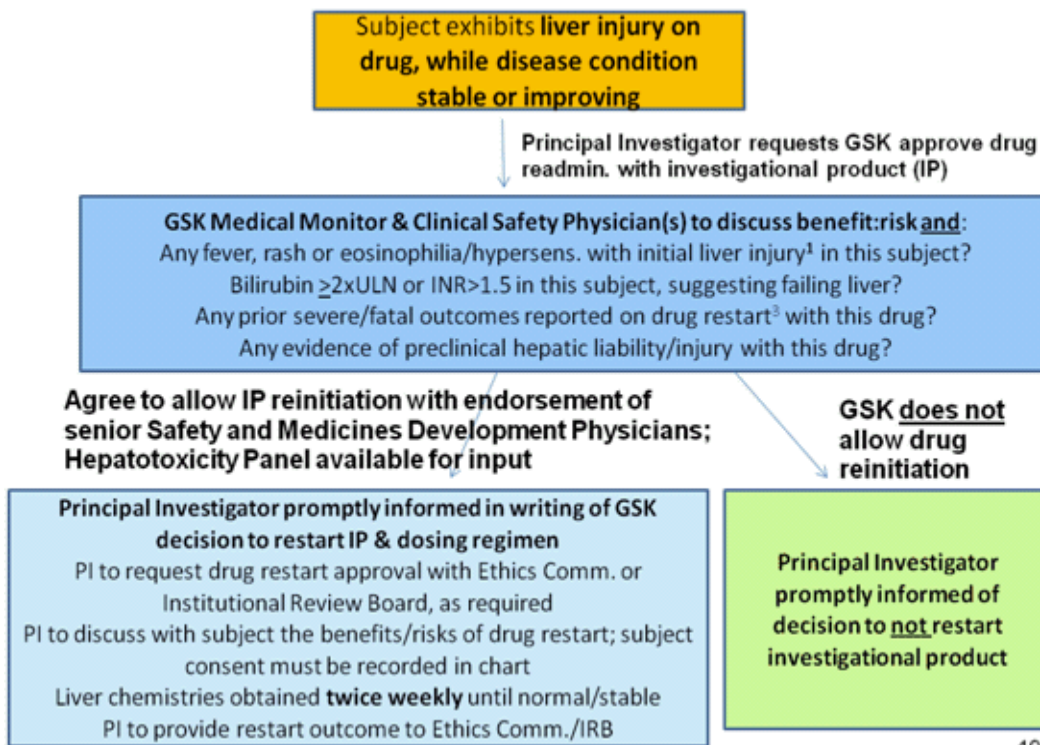 Subject exhibits liver injury on
drug, while disease condition
stable or improving
Principal Investigator requests GSK approve drug
readmin. with investigational product (IP)
GSK Medical Monitor & Clinical Safety Physician(s) to discuss benefit:risk and:
Any fever, rash or eosinophilia/hypersens. with initial liver injury¹ in this subject?
Bilirubin ≥2xULN or INR>1.5 in this subject, suggesting failing liver?
Any prior severe/fatal outcomes reported on drug restart³ with this drug?
Any evidence of preclinical hepatic liability/injury with this drug?
Agree to allow IP reinitiation with endorsement of
senior Safety and Medicines Development Physicians;
Hepatotoxicity Panel available for input
GSK does not
allow drug
reinitiation
Principal Investigator promptly informed in writing of GSK
decision to restart IP & dosing regimen
PI to request drug restart approval with Ethics Comm. or
Institutional Review Board, as required
PI to discuss with subject the benefits/risks of drug restart; subject
consent must be recorded in chart
Liver chemistries obtained twice weekly until normal/stable
PI to provide restart outcome to Ethics Comm./IRB
Principal Investigator
promptly informed of
decision to not restart
investigational product